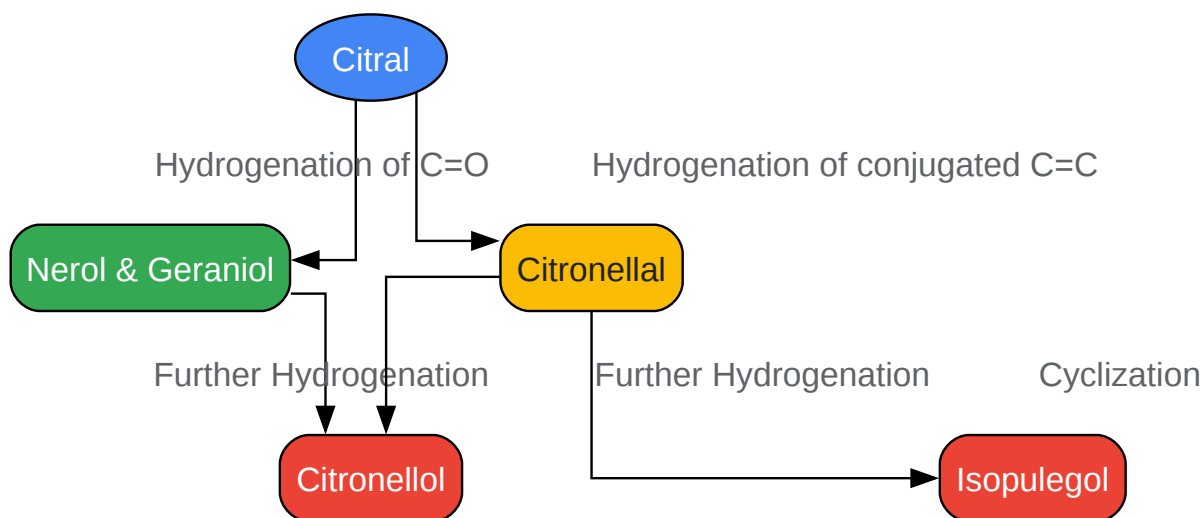 Citral
Hydrogenation of C=O
Hydrogenation of conjugated C=C
Nerol & Geraniol
Citronellal
Further Hydrogenation
Further Hydrogenation
Cyclization
Citronellol
Isopulegol